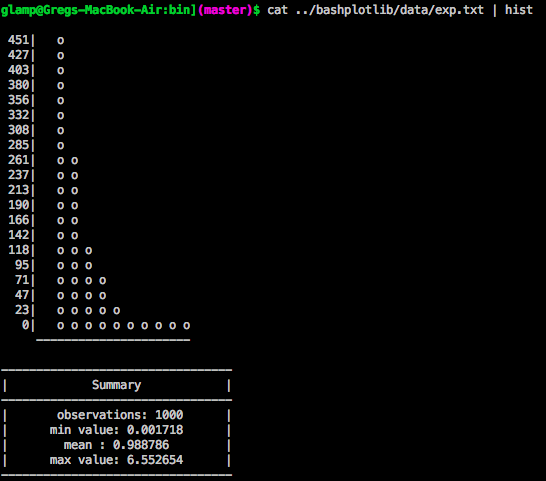 glamp@Gregs-MacBook-Air:bin](master)$ cat ../bashplotlib/data/exp.txt | hist
451|   o
427|   o
403|   o
380|   o
356|   o
332|   o
308|   o
285|   o
261|   o o
237|   o o
213|   o o
190|   o o
166|   o o
142|   o o
118|   o o o
95|   o o o
71|   o o o o
47|   o o o o
23|   o o o o o
0|   o o o o o o o o o o
----------------------
---------------------------------
|            Summary            |
---------------------------------
|       observations: 1000      |
|      min value: 0.001718      |
|        mean : 0.988786        |
|      max value: 6.552654      |
---------------------------------